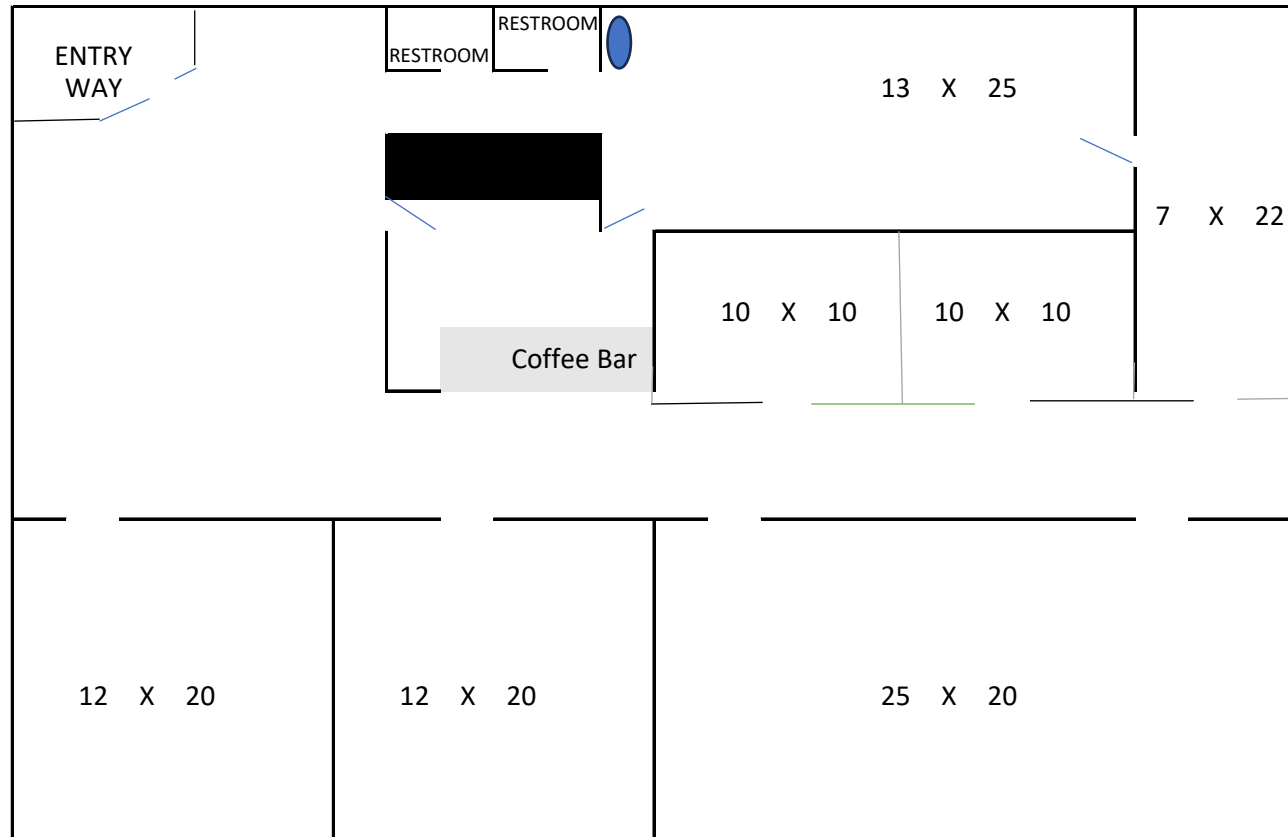 RESTROOM
RESTROOM
ENTRY
WAY
13 X 25
7 X 22
10 X 10
10 X 10
Coffee Bar
12 X 20
12 X 20
25 X 20